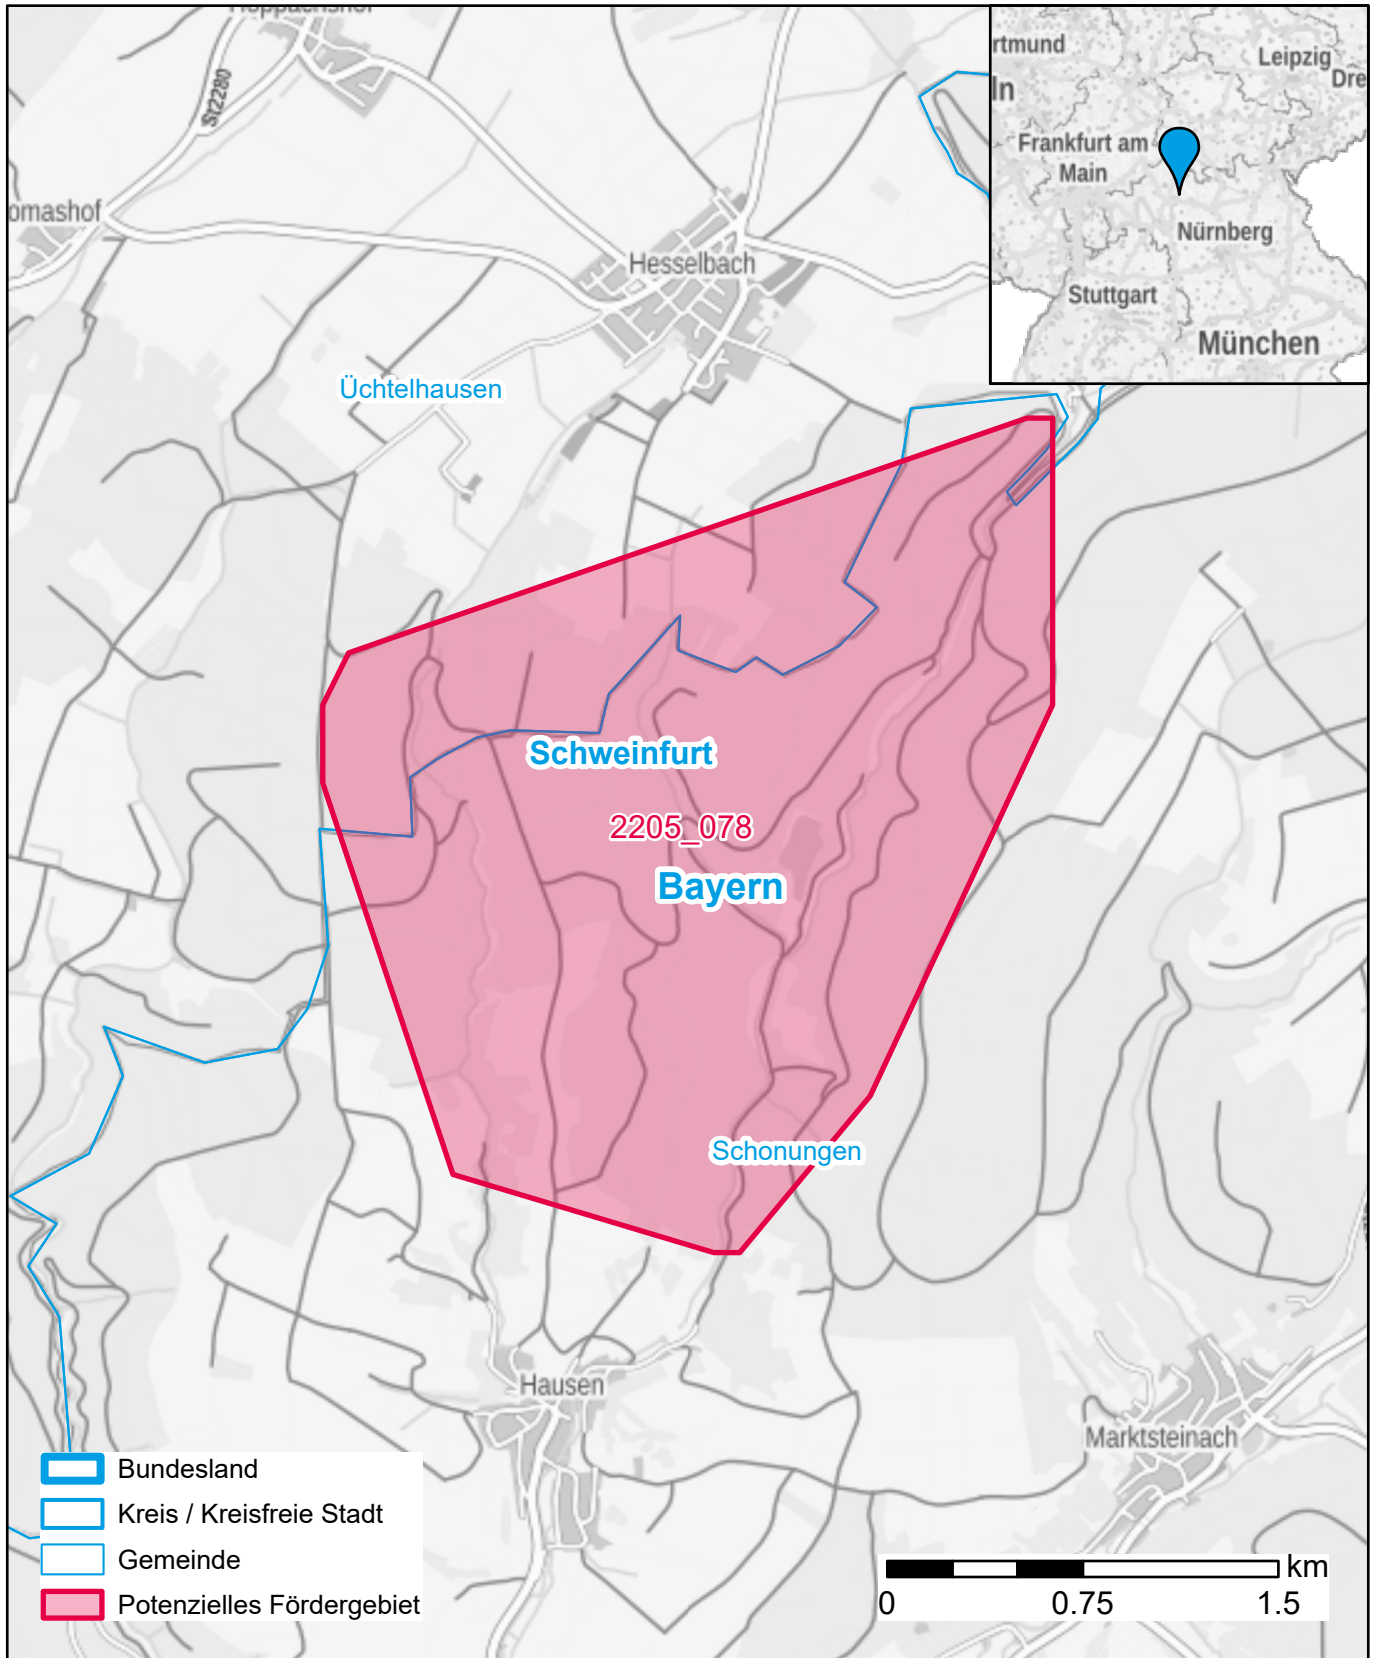 St2280
rtmund
Leipzig
Dre
ln
Frankfurt am
Main
Nürnberg
Stuttgart
München
omashof
Hesselbach
Üchtelhausen
Schweinfurt
2205_078
Bayern
Schonungen
Hausen
Marktsteinach
Bundesland
Kreis / Kreisfreie Stadt
Gemeinde
Potenzielles Fördergebiet
km
0 0.75 1.5